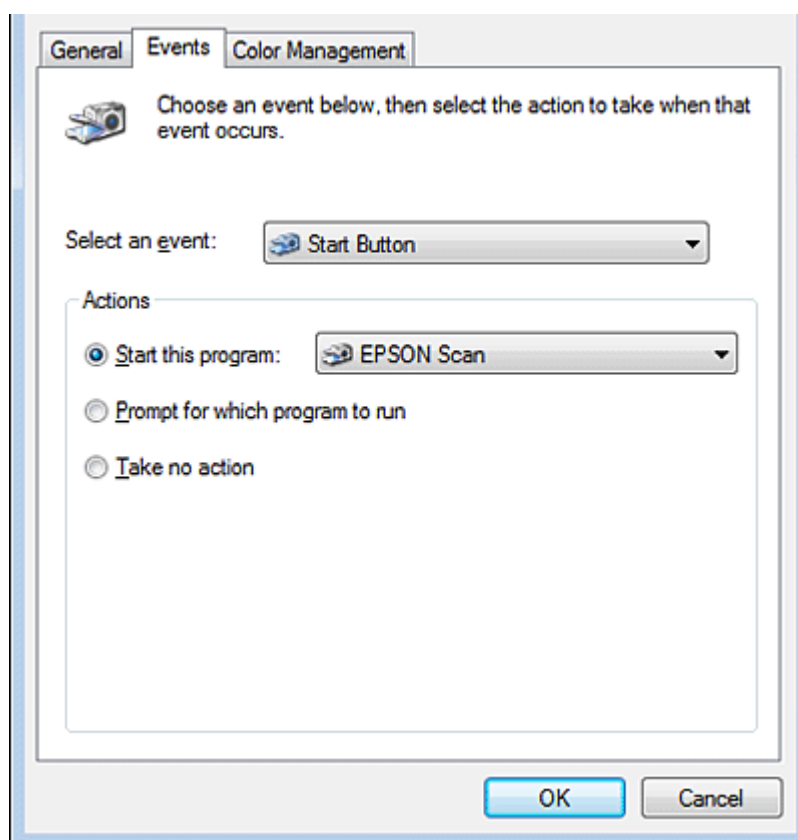 General Events Color Management
Choose an event below, then select the action to take when that
event occurs.
Select an event: Start Button
Actions
Start this program: EPSON Scan
Prompt for which program to run
Take no action
OK Cancel